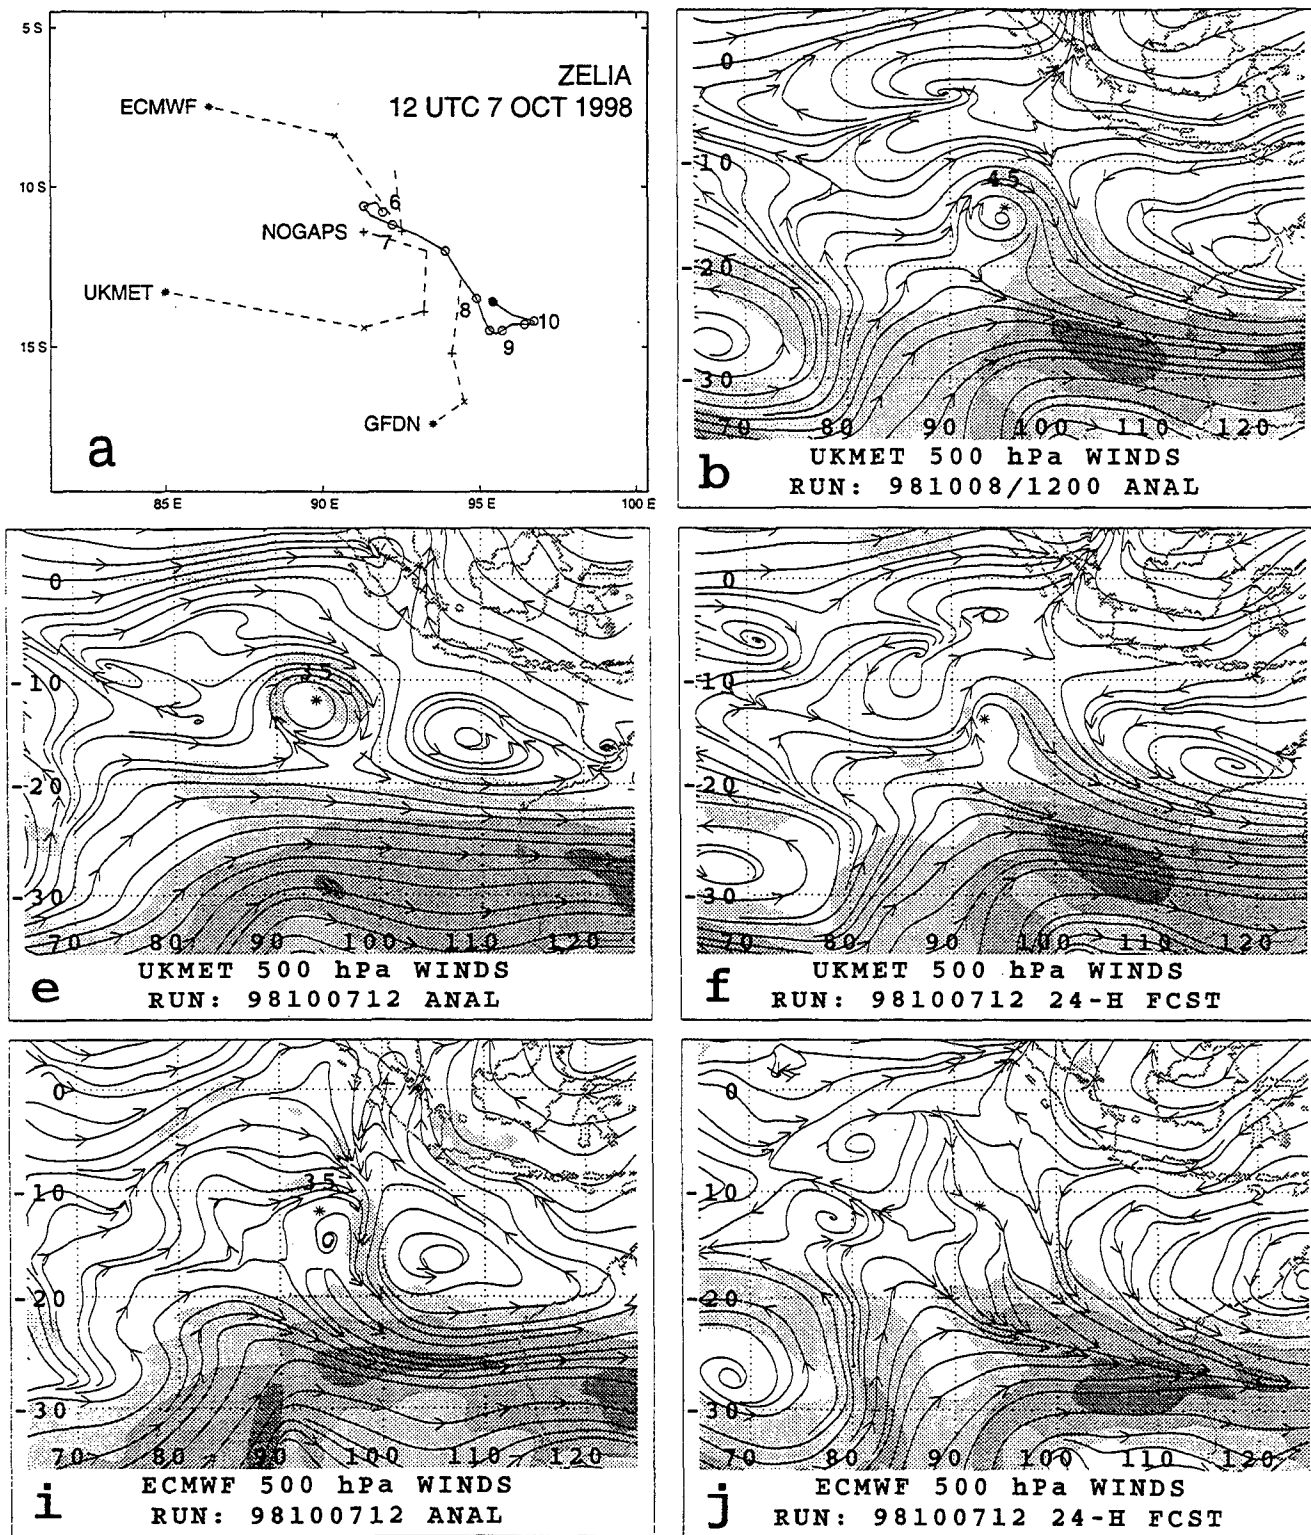 5 S
10 S
15 S
ZELIA
12 UTC 7 OCT 1998
ECMWF
NOGAPS
UKMET
GFDN
6
7
8
9
10
85 E
90 E
95 E
100 E
a
0
-10
-20
-30
45
70 80 90 100 110 120
b
UKMET 500 hPa WINDS
RUN: 981008/1200 ANAL
0
-10
-20
-30
35
70 80 90 100 110 120
e
UKMET 500 hPa WINDS
RUN: 98100712 ANAL
0
-10
-20
-30
70 80 90 100 110 120
f
UKMET 500 hPa WINDS
RUN: 98100712 24-H FCST
0
-10
-20
-30
35
70 80 90 100 110 120
i
ECMWF 500 hPa WINDS
RUN: 98100712 ANAL
0
-10
-20
-30
70 80 90 100 110 120
j
ECMWF 500 hPa WINDS
RUN: 98100712 24-H FCST